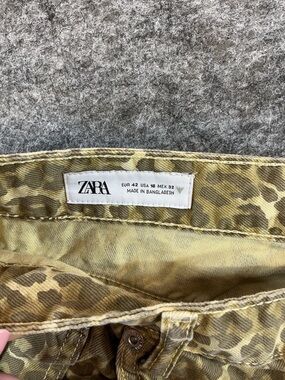 ZARA
EUR 42 USA 10 MEX 32
MADE IN BANGLADESH